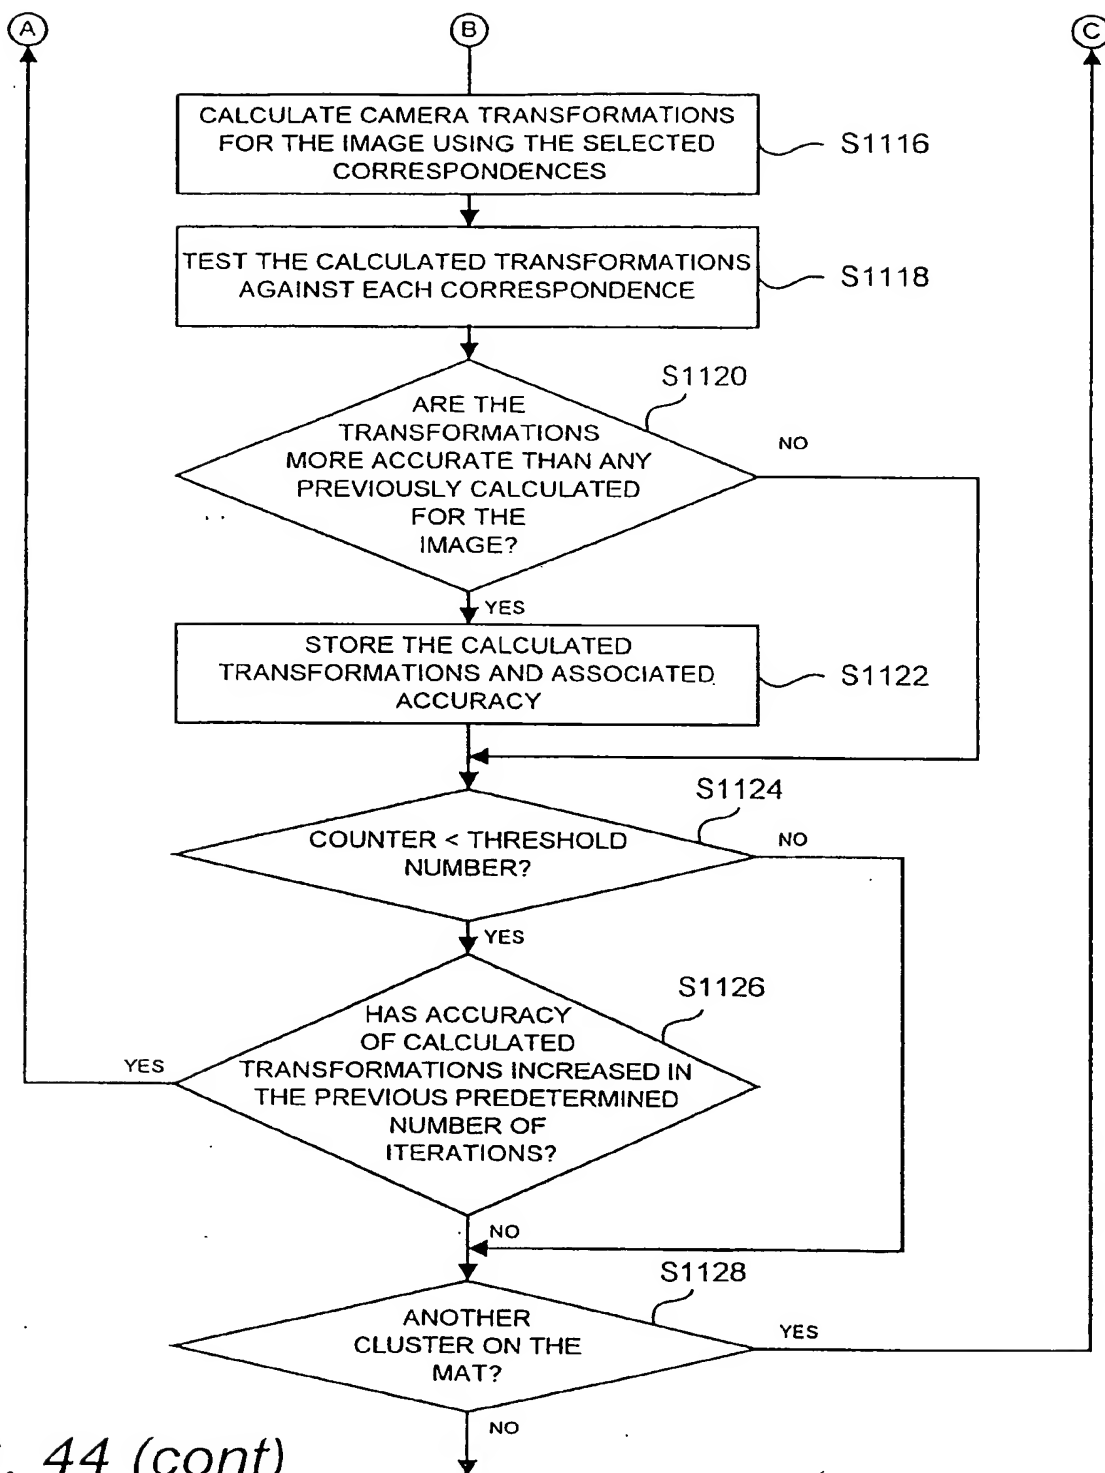 A
B
C
CALCULATE CAMERA TRANSFORMATIONS
FOR THE IMAGE USING THE SELECTED
CORRESPONDENCES
S1116
TEST THE CALCULATED TRANSFORMATIONS
AGAINST EACH CORRESPONDENCE
S1118
S1120
ARE THE
TRANSFORMATIONS
MORE ACCURATE THAN ANY
PREVIOUSLY CALCULATED
FOR THE
IMAGE?
NO
YES
STORE THE CALCULATED
TRANSFORMATIONS AND ASSOCIATED
ACCURACY
S1122
S1124
COUNTER < THRESHOLD
NUMBER?
NO
YES
S1126
HAS ACCURACY
OF CALCULATED
TRANSFORMATIONS INCREASED IN
THE PREVIOUS PREDETERMINED
NUMBER OF
ITERATIONS?
YES
NO
S1128
ANOTHER
CLUSTER ON THE
MAT?
YES
NO
44 (cont)